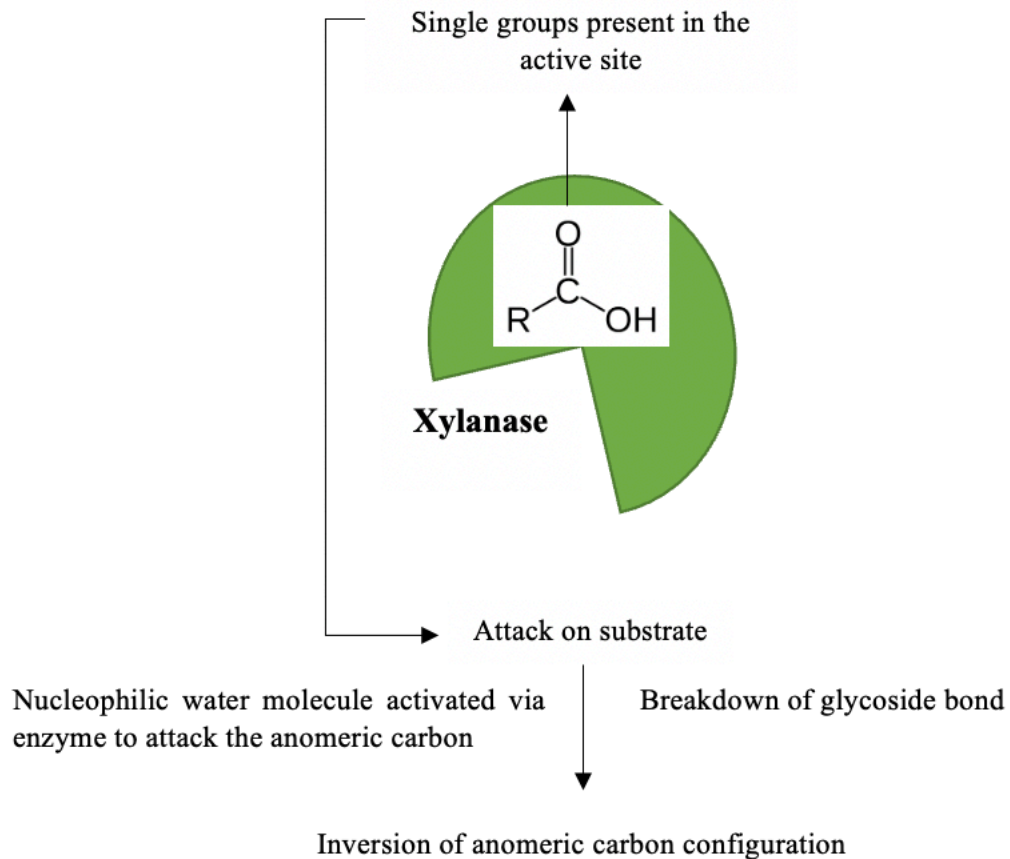 Single groups present in the
active site
O
C
R
OH
Xylanase
Attack on substrate
Nucleophilic water molecule activated via
enzyme to attack the anomeric carbon
Breakdown of glycoside bond
Inversion of anomeric carbon configuration